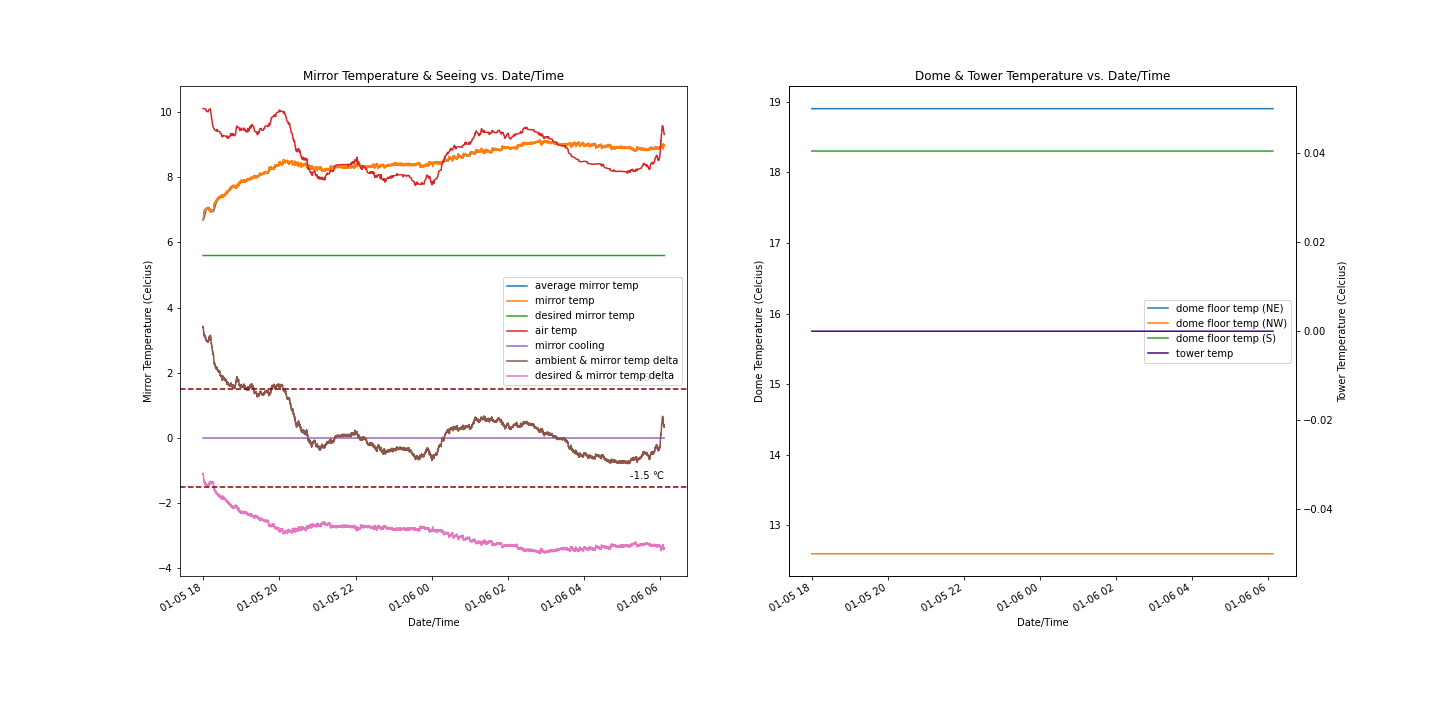 Mirror Temperature & Seeing vs. Date/Time
Mirror Temperature (Celcius)
10
8
6
4
2
0
−2
−4
average mirror temp
mirror temp
desired mirror temp
air temp
mirror cooling
ambient & mirror temp delta
desired & mirror temp delta
-1.5 ℃
01-05 18
01-05 20
01-05 22
01-06 00
01-06 02
01-06 04
01-06 06
Date/Time
Dome & Tower Temperature vs. Date/Time
Dome Temperature (Celcius)
19
18
17
16
15
14
13
dome floor temp (NE)
dome floor temp (NW)
dome floor temp (S)
tower temp
0.04
0.02
0.00
−0.02
−0.04
Tower Temperature (Celcius)
01-05 18
01-05 20
01-05 22
01-06 00
01-06 02
01-06 04
01-06 06
Date/Time